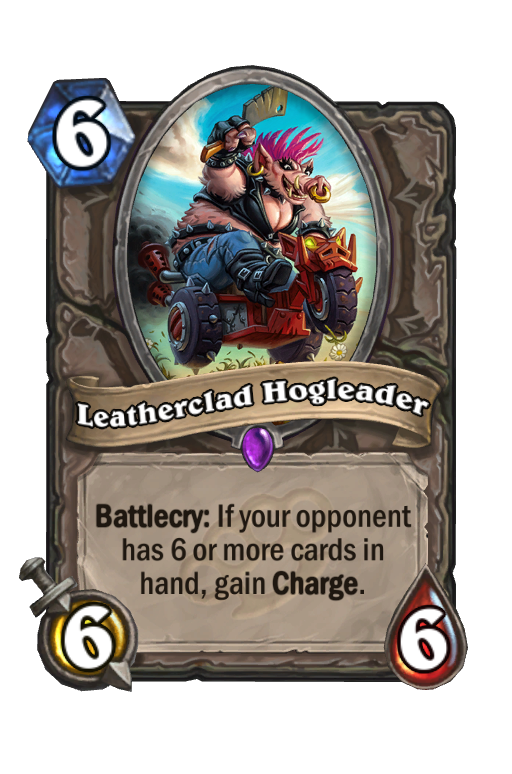 6
Leatherclad Hogleader
Battlecry: If your opponent
has 6 or more cards in
hand, gain Charge.
6
6